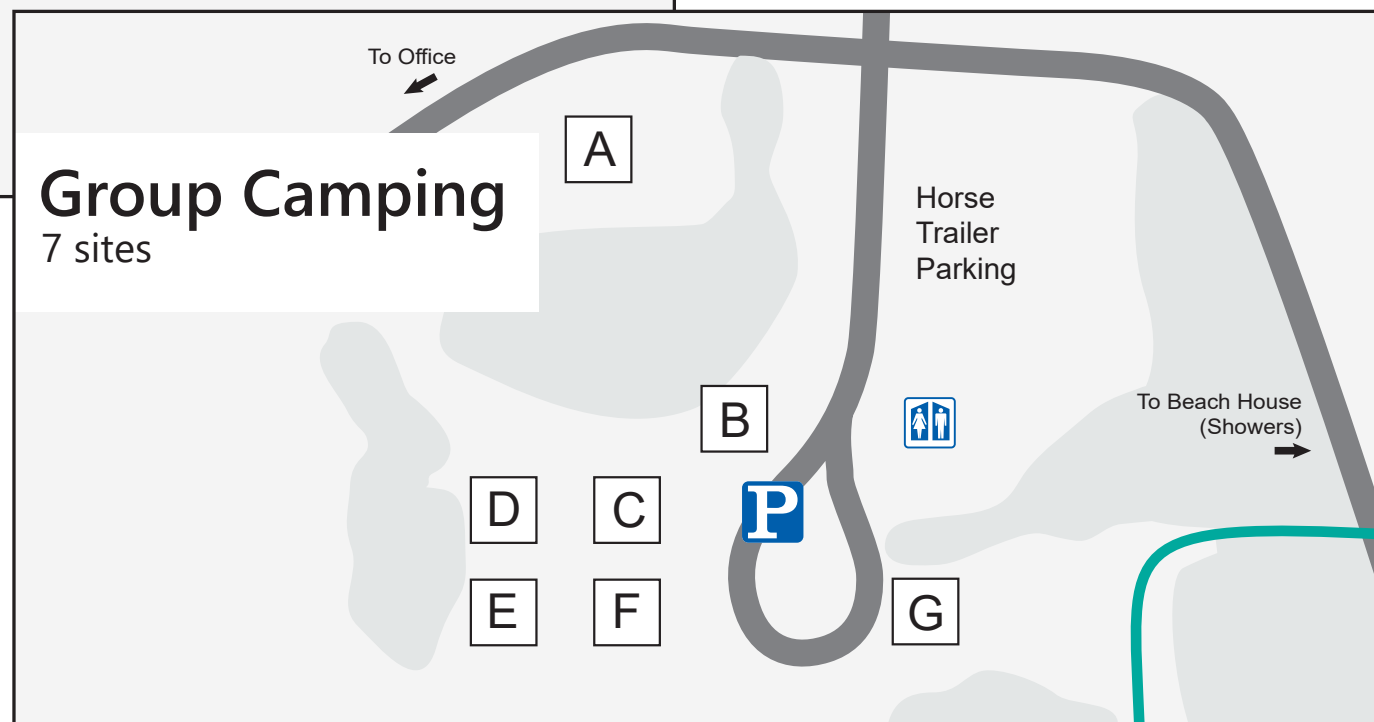 To Office
A
Group Camping
7 sites
Horse
Trailer
Parking
B
To Beach House
(Showers)
D
C
P
E
F
G